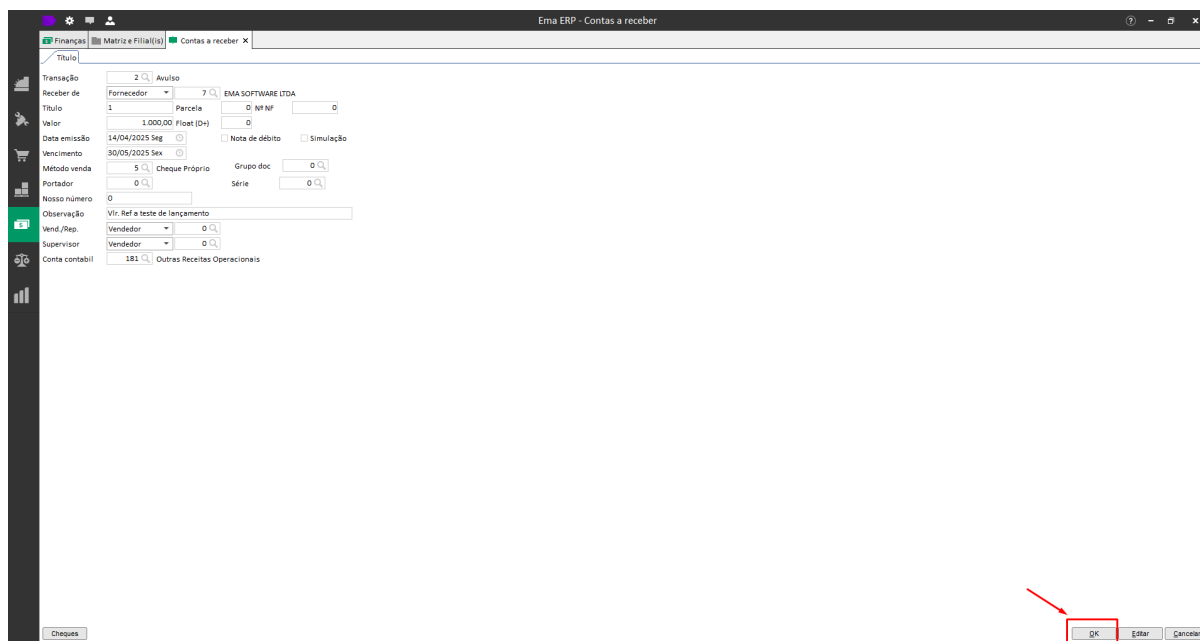 Ema ERP - Contas a receber
Finanças Matriz e Filial(is) Contas a receber X
Título
Transação 2 Avulso
Receber de Fornecedor 7 EMA SOFTWARE LTDA
Título 1 Parcela 0 Nº NF 0
Valor 1.000,00 Float (D+) 0
Data emissão 14/04/2025 Seg Nota de débito Simulação
Vencimento 30/05/2025 Sex
Método venda 5 Cheque Próprio Grupo doc 0
Portador 0 Série 0
Nosso número 0
Observação Vlr. Ref a teste de lançamento
Vend./Rep. Vendedor 0
Supervisor Vendedor 0
Conta contabil 181 Outras Receitas Operacionais
Cheques OK Editar Cancelar